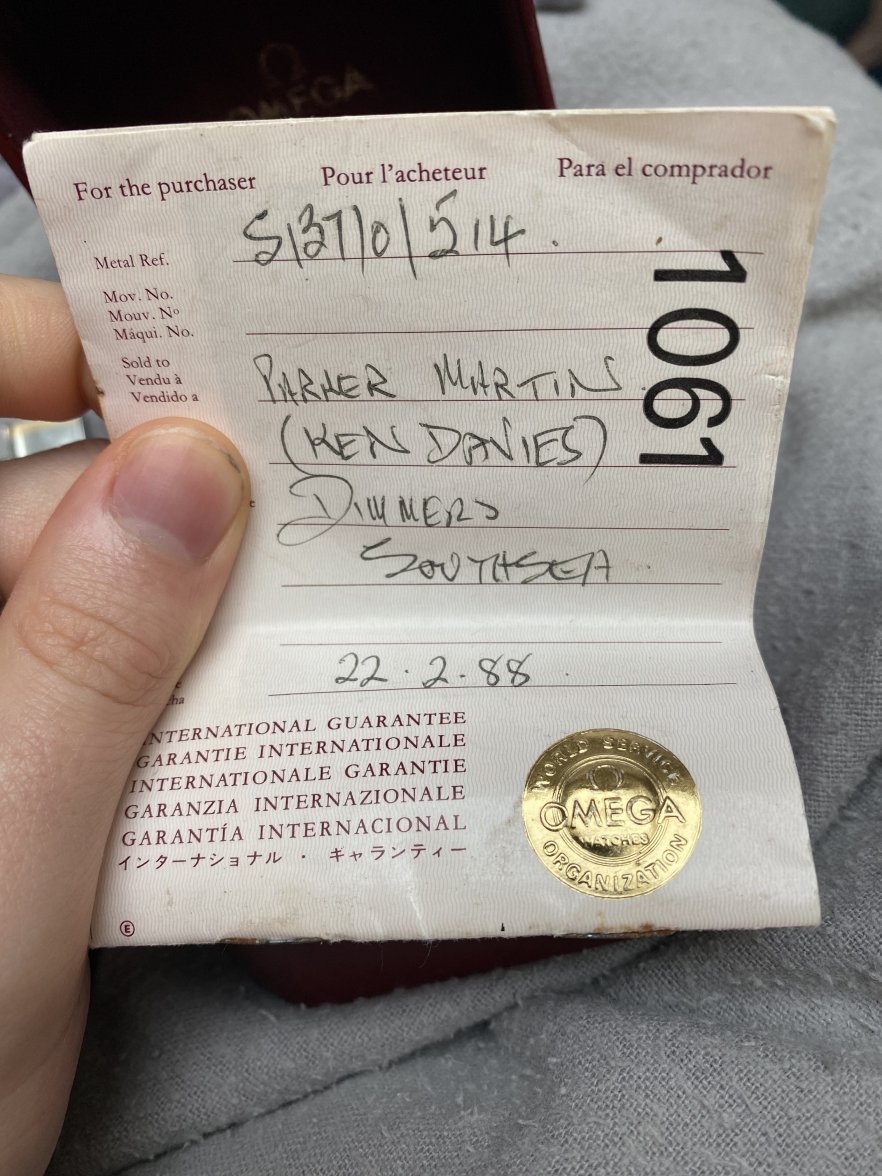 OMEGA
For the purchaser Pour l'acheteur Para el comprador
Metal Ref. S/37/0/514.
Mov. No.
Mouv. Nº
Máqui. No.
Sold to
Vendu à
Vendido a
PARKER MARTIN.
(KEN DAVIES)
DIMMERS
SOUTHSEA.
22.2.88.
1061
INTERNATIONAL GUARANTEE
GARANTIE INTERNATIONALE
INTERNATIONALE GARANTIE
GARANZIA INTERNAZIONALE
GARANTÍA INTERNACIONAL
インターナショナル・ギャランティー
WORLD SERVICE
OMEGA
WATCHES
ORGANIZATION
Ⓔ